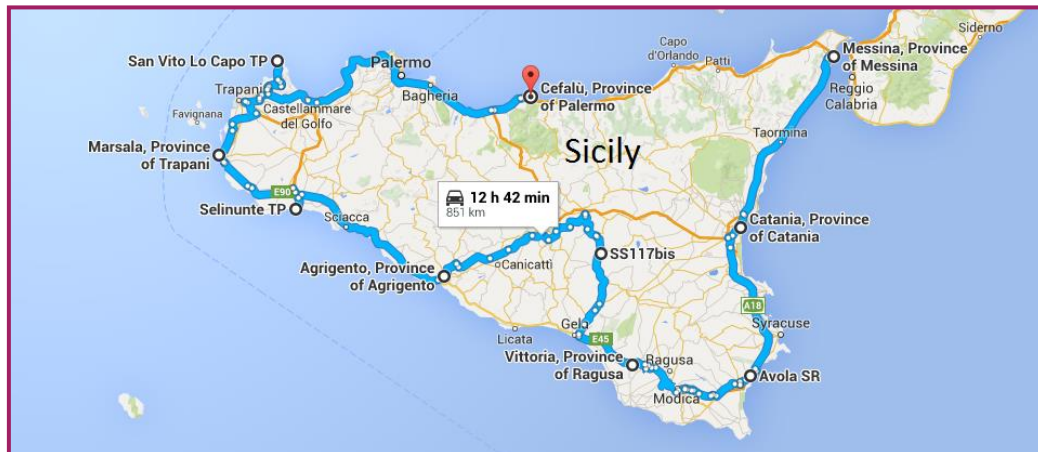 Siderno
Capo
d'Orlando
Patti
Messina, Province
of Messina
Reggio
Calabria
San Vito Lo Capo TP
Palermo
Bagheria
Cefalù, Province
of Palermo
Trapani
Favignana
Castellammare
del Golfo
Sicily
Taormina
Marsala, Province
of Trapani
E90
Selinunte TP
Sciacca
12 h 42 min
851 km
Catania, Province
of Catania
SS117bis
Agrigento, Province
of Agrigento
Canicattì
A18
Licata
Gela
E45
Syracuse
Vittoria, Province
of Ragusa
Ragusa
Modica
Avola SR